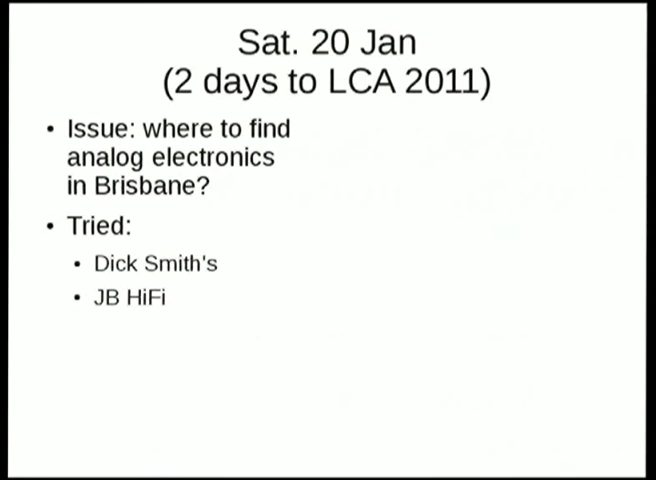 Sat. 20 Jan
(2 days to LCA 2011)
• Issue: where to find
analog electronics
in Brisbane?
• Tried:
• Dick Smith's
• JB HiFi